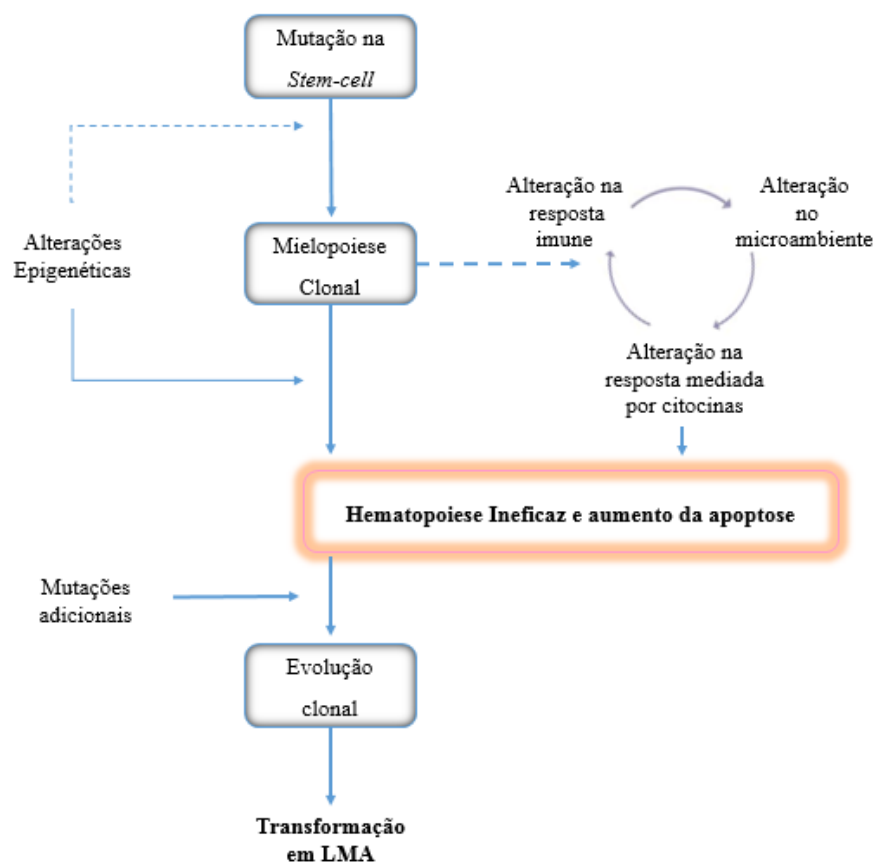 Mutação na
Stem-cell
Alteração na
resposta
imune
Alteração
no
microambiente
Alterações
Epigenéticas
Mielopoiese
Clonal
Alteração na
resposta mediada
por citocinas
Hematopoiese Ineficaz e aumento da apoptose
Mutações
adicionais
Evolução
clonal
Transformação
em LMA